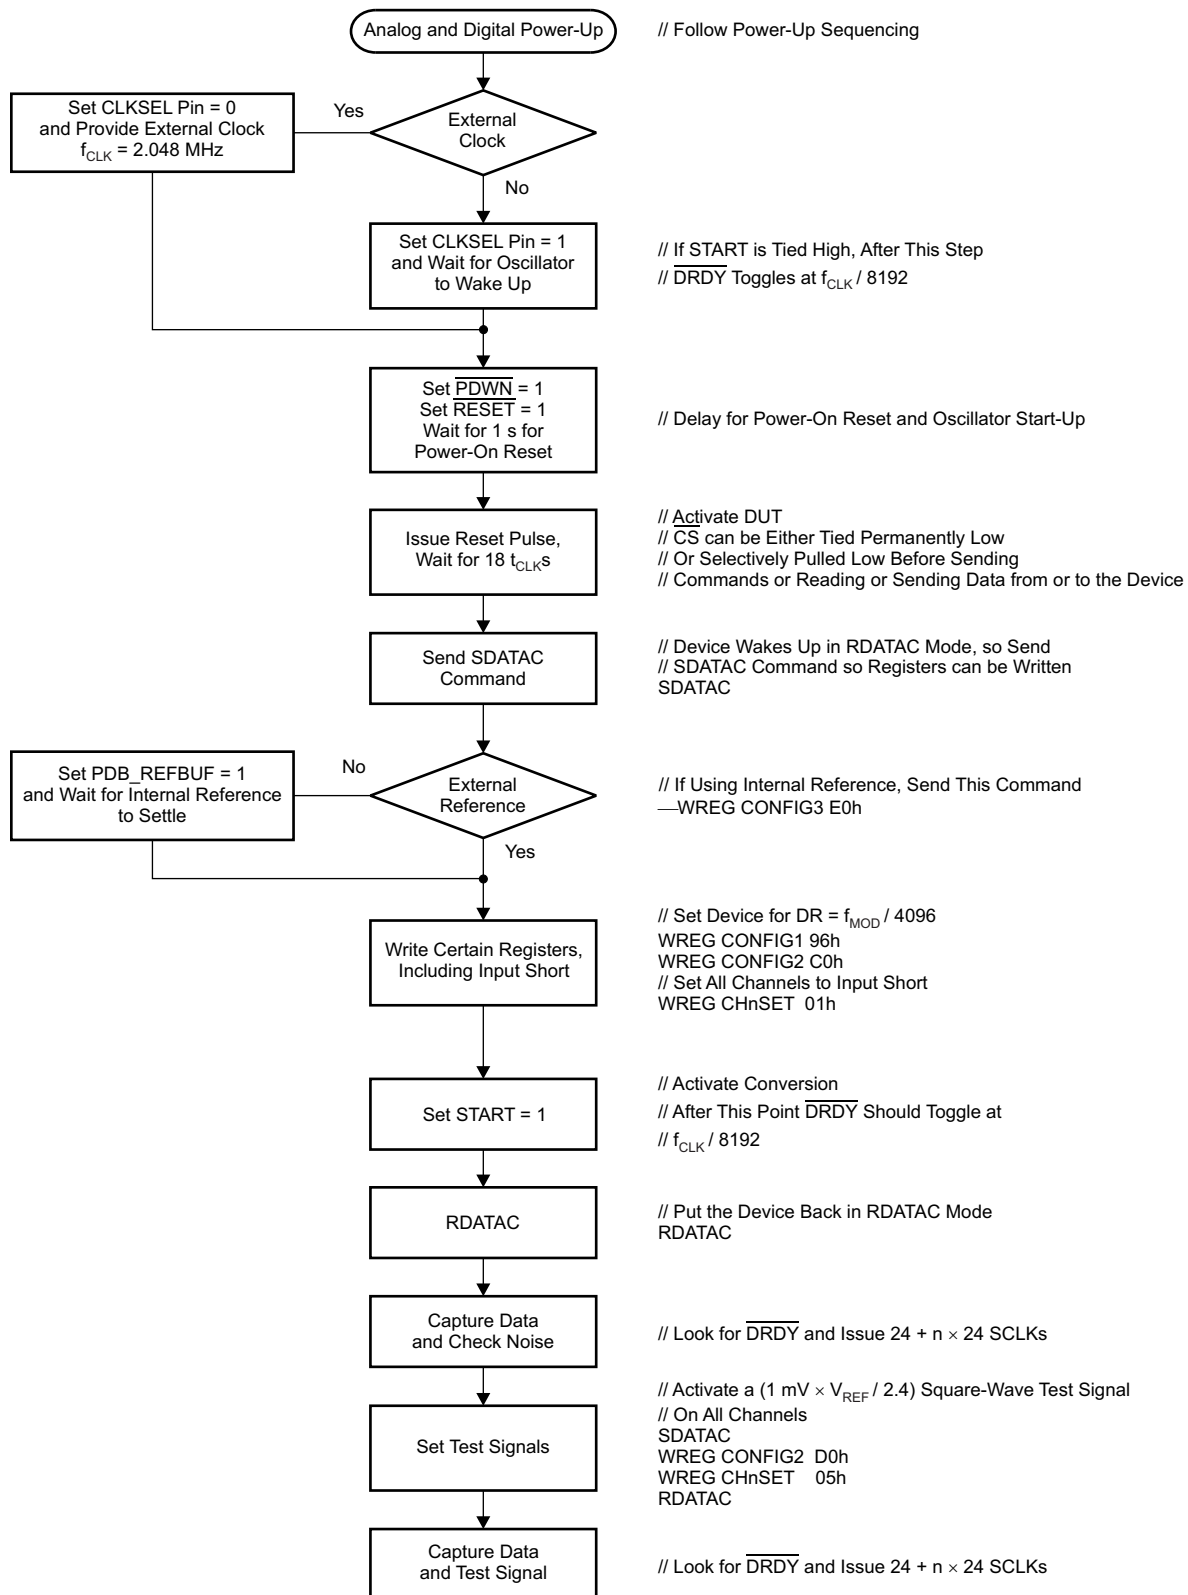 Analog and Digital Power-Up
// Follow Power-Up Sequencing
External
Clock
Yes
No
Set CLKSEL Pin = 0
and Provide External Clock
f_CLK = 2.048 MHz
Set CLKSEL Pin = 1
and Wait for Oscillator
to Wake Up
// If START is Tied High, After This Step
// DRDY Toggles at f_CLK / 8192
Set PDWN = 1
Set RESET = 1
Wait for 1 s for
Power-On Reset
// Delay for Power-On Reset and Oscillator Start-Up
Issue Reset Pulse,
Wait for 18 t_CLKs
// Activate DUT
// CS can be Either Tied Permanently Low
// Or Selectively Pulled Low Before Sending
// Commands or Reading or Sending Data from or to the Device
Send SDATAC
Command
// Device Wakes Up in RDATAC Mode, so Send
// SDATAC Command so Registers can be Written
SDATAC
External
Reference
No
Yes
Set PDB_REFBUF = 1
and Wait for Internal Reference
to Settle
// If Using Internal Reference, Send This Command
—WREG CONFIG3 E0h
Write Certain Registers,
Including Input Short
// Set Device for DR = f_MOD / 4096
WREG CONFIG1 96h
WREG CONFIG2 C0h
// Set All Channels to Input Short
WREG CHnSET 01h
Set START = 1
// Activate Conversion
// After This Point DRDY Should Toggle at
// f_CLK / 8192
RDATAC
// Put the Device Back in RDATAC Mode
RDATAC
Capture Data
and Check Noise
// Look for DRDY and Issue 24 + n × 24 SCLKs
Set Test Signals
// Activate a (1 mV × V_REF / 2.4) Square-Wave Test Signal
// On All Channels
SDATAC
WREG CONFIG2 D0h
WREG CHnSET 05h
RDATAC
Capture Data
and Test Signal
// Look for DRDY and Issue 24 + n × 24 SCLKs